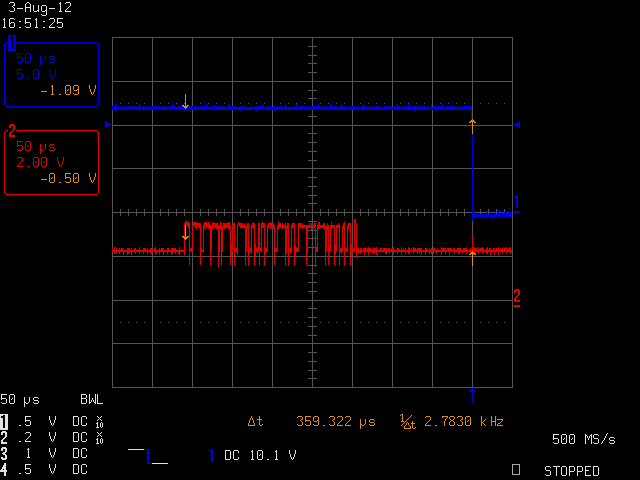 3-Aug-12
16:51:25
1
50 µs
5.0 V
-1.09 V
2
50 µs
2.00 V
-0.50 V
1
2
50 µs BWL
1 .5 V DC X10
2 .2 V DC X10
3 1 V DC
4 .5 V DC
Δt 359.322 µs 1/Δt 2.7830 kHz
1 DC 10.1 V
500 MS/s
STOPPED